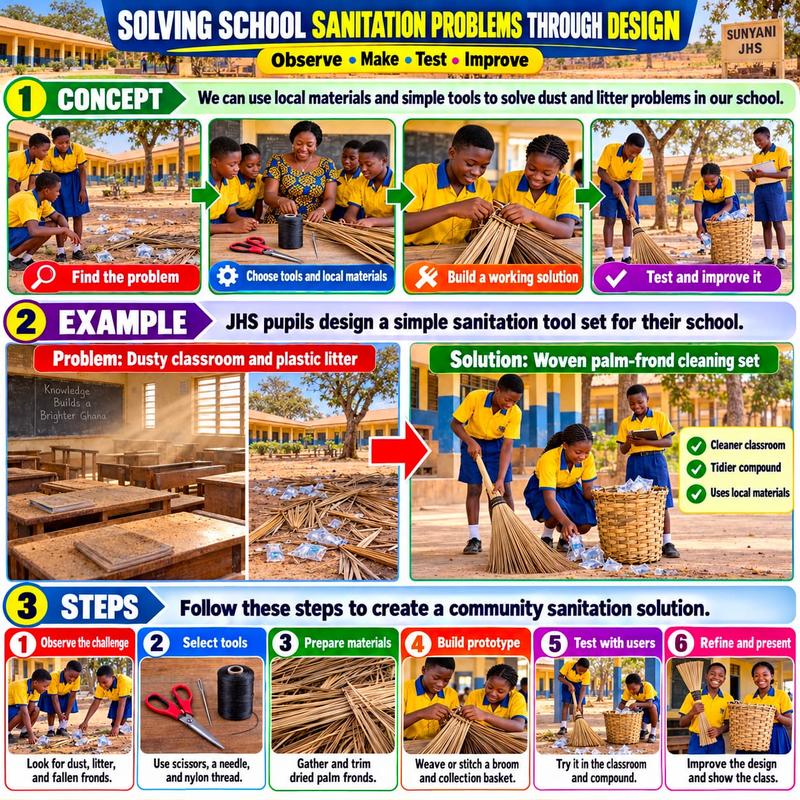 SOLVING SCHOOL SANITATION PROBLEMS THROUGH DESIGN
Observe • Make • Test • Improve
SUNYANI
JHS
1 CONCEPT
We can use local materials and simple tools to solve dust and litter problems in our school.
Find the problem
Choose tools and local materials
Build a working solution
Test and improve it
2 EXAMPLE
JHS pupils design a simple sanitation tool set for their school.
Problem: Dusty classroom and plastic litter
Knowledge
Builds a
Brighter Ghana
Solution: Woven palm-frond cleaning set
Cleaner classroom
Tidier compound
Uses local materials
3 STEPS
Follow these steps to create a community sanitation solution.
1 Observe the challenge
Look for dust, litter,
and fallen fronds.
2 Select tools
Use scissors, a needle,
and nylon thread.
3 Prepare materials
Gather and trim
dried palm fronds.
4 Build prototype
Weave or stitch a broom
and collection basket.
5 Test with users
Try it in the classroom
and compound.
6 Refine and present
Improve the design
and show the class.